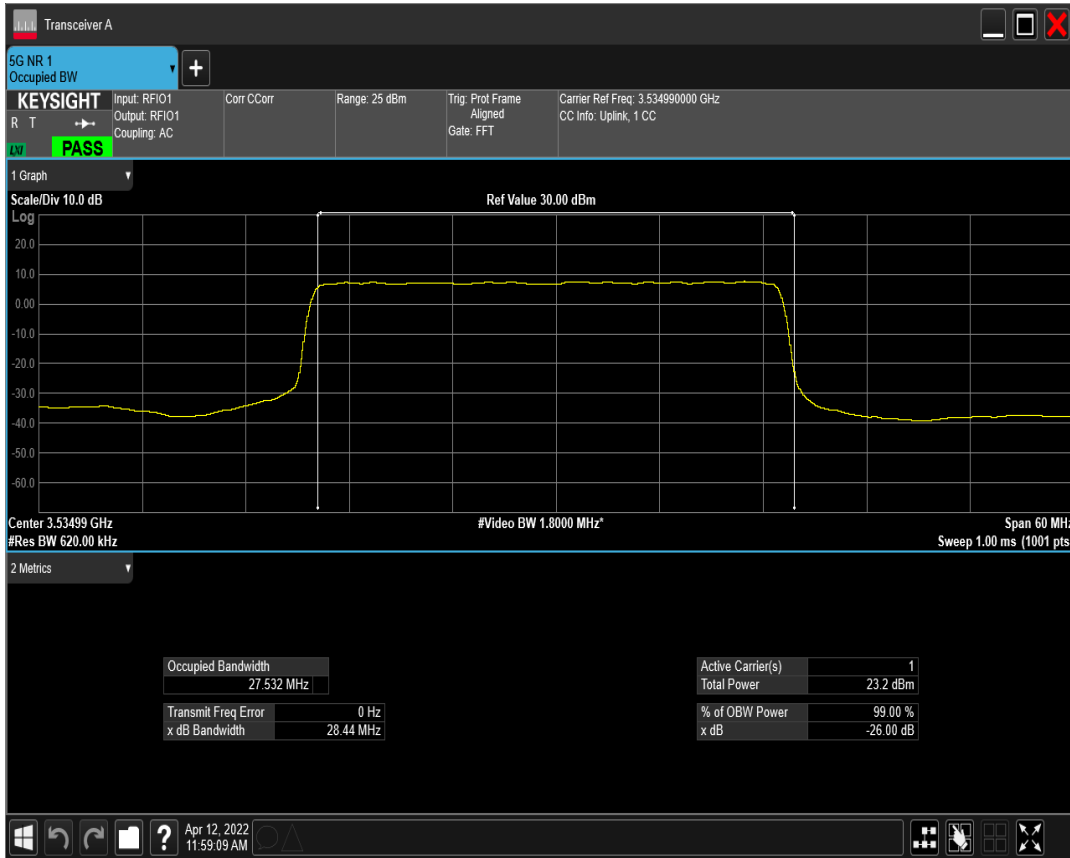 Transceiver A
5G NR 1
Occupied BW
+
KEYSIGHT
R T
LXI
PASS
Input: RFIO1
Output: RFIO1
Coupling: AC
Corr CCorr
Range: 25 dBm
Trig: Prot Frame
Aligned
Gate: FFT
Carrier Ref Freq: 3.534990000 GHz
CC Info: Uplink, 1 CC
1 Graph
Scale/Div 10.0 dB
Ref Value 30.00 dBm
Log
20.0
10.0
0.00
-10.0
-20.0
-30.0
-40.0
-50.0
-60.0
Center 3.53499 GHz
#Video BW 1.8000 MHz*
Span 60 MHz
#Res BW 620.00 kHz
Sweep 1.00 ms (1001 pts
2 Metrics
Occupied Bandwidth
27.532 MHz
Transmit Freq Error 0 Hz
x dB Bandwidth 28.44 MHz
Active Carrier(s) 1
Total Power 23.2 dBm
% of OBW Power 99.00 %
x dB -26.00 dB
?
Apr 12, 2022
11:59:09 AM